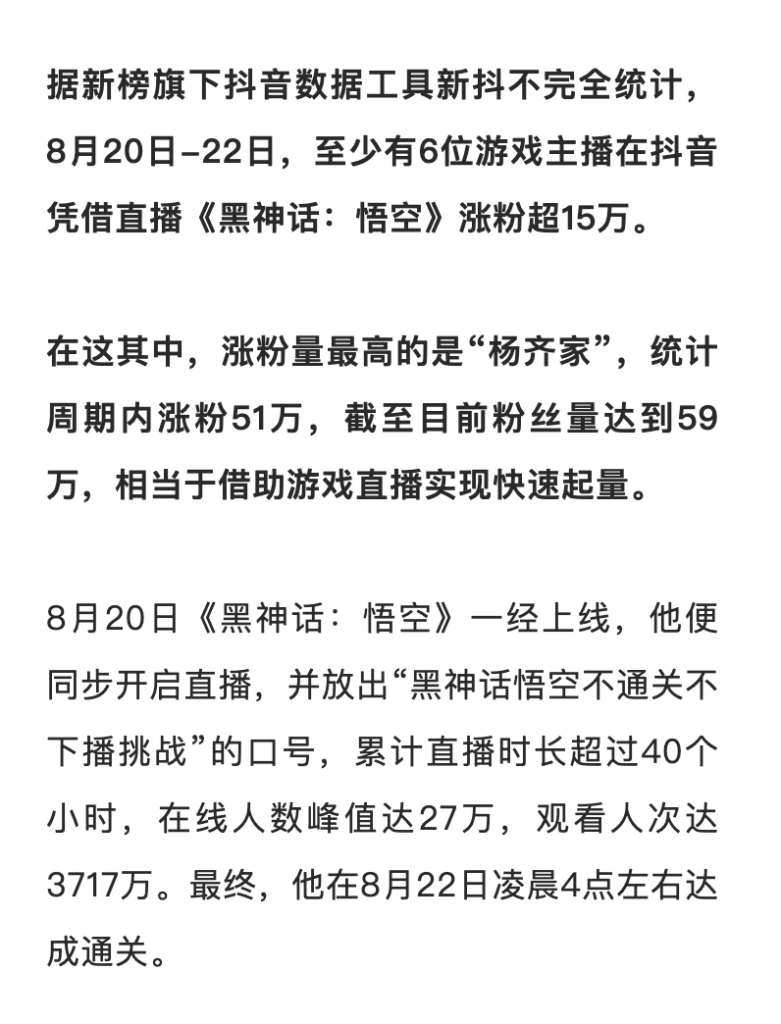 据新榜旗下抖音数据工具新抖不完全统计，
8月20日-22日，至少有6位游戏主播在抖音
凭借直播《黑神话：悟空》涨粉超15万。
在这其中，涨粉量最高的是“杨齐家”，统计
周期内涨粉51万，截至目前粉丝量达到59
万，相当于借助游戏直播实现快速起量。
8月20日《黑神话：悟空》一经上线，他便
同步开启直播，并放出“黑神话悟空不通关不
下播挑战”的口号，累计直播时长超过40个
小时，在线人数峰值达27万，观看人次达
3717万。最终，他在8月22日凌晨4点左右达
成通关。